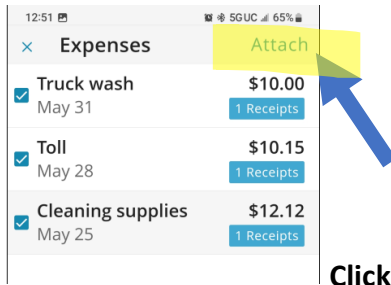 12:51 5GUC 65%
× Expenses Attach
Truck wash $10.00
May 31 1 Receipts
Toll $10.15
May 28 1 Receipts
Cleaning supplies $12.12
May 25 1 Receipts
Click